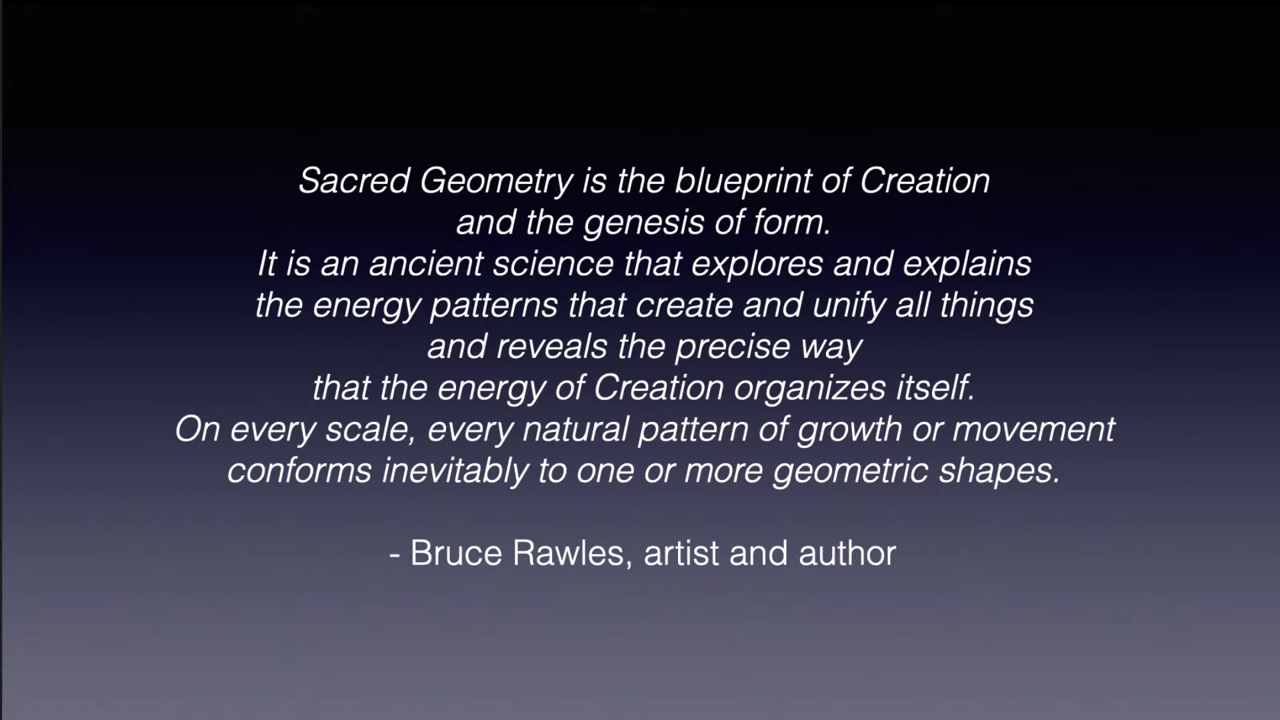 Sacred Geometry is the blueprint of Creation
and the genesis of form.
It is an ancient science that explores and explains
the energy patterns that create and unify all things
and reveals the precise way
that the energy of Creation organizes itself.
On every scale, every natural pattern of growth or movement
conforms inevitably to one or more geometric shapes.
- Bruce Rawles, artist and author